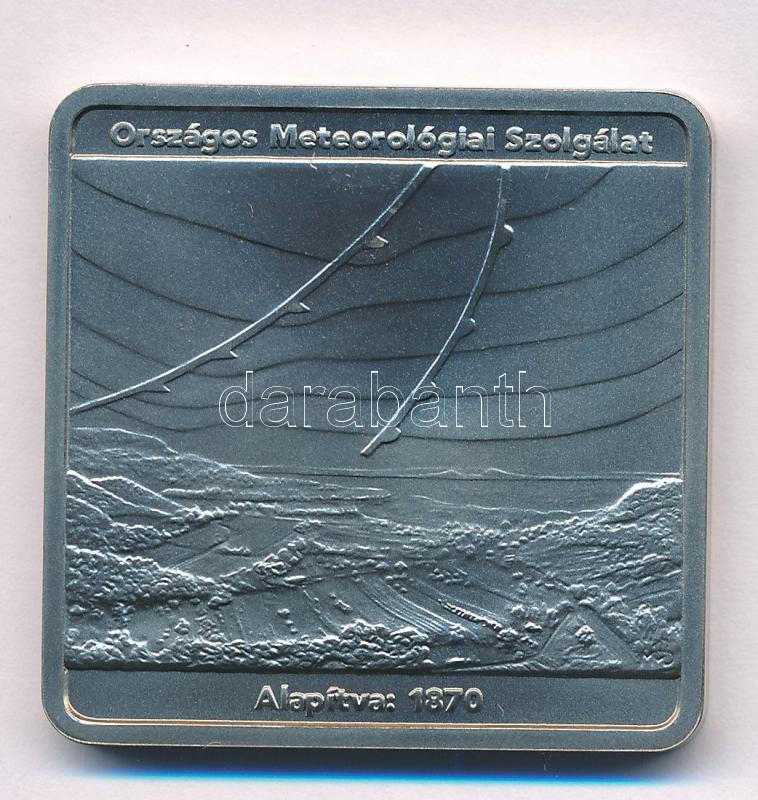 Országos Meteorológiai Szolgálat
darabanth
Alapítva: 1870